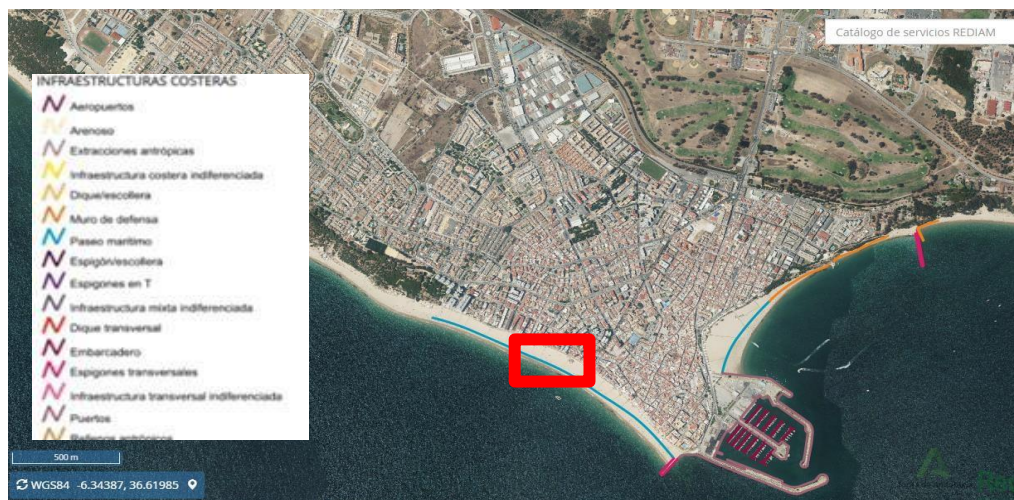 Catálogo de servicios REDIAM
INFRAESTRUCTURAS COSTERAS
Aeropuertos
Arenoso
Extracciones antrópicas
Infraestructura costera indiferenciada
Dique/escollera
Muro de defensa
Paseo marítimo
Espigón/escollera
Espigones en T
Infraestructura mixta indiferenciada
Dique transversal
Embarcadero
Espigones transversales
Infraestructura transversal indiferenciada
Puertos
Rellenos antrópicos
500 m
WGS84 -6.34387, 36.61985